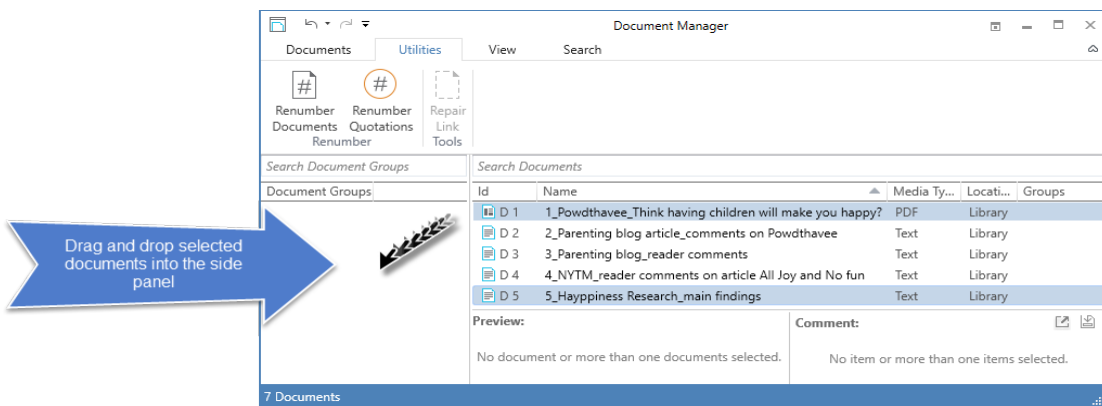 Document Manager
Documents Utilities View Search
# # 
Renumber Renumber Repair
Documents Quotations Link
Renumber Tools
Search Document Groups Search Documents
Document Groups Id Name Media Ty... Locati... Groups
D 1 1_Powdthavee_Think having children will make you happy? PDF Library
D 2 2_Parenting blog article_comments on Powdthavee Text Library
D 3 3_Parenting blog_reader comments Text Library
D 4 4_NYTM_reader comments on article All Joy and No fun Text Library
D 5 5_Hayppiness Research_main findings Text Library
Drag and drop selected
documents into the side
panel
Preview: Comment:
No document or more than one documents selected. No item or more than one items selected.
7 Documents